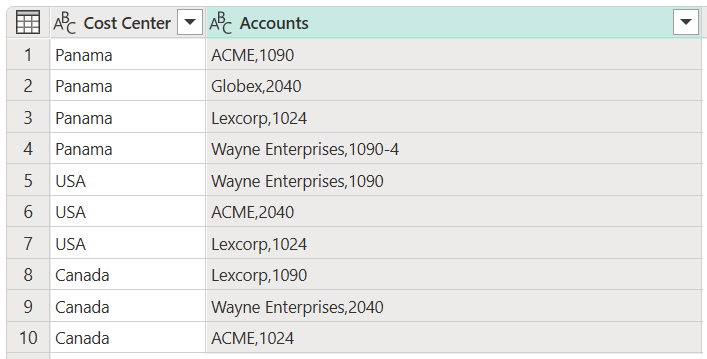 ABC Cost Center ABC Accounts
1 Panama ACME,1090
2 Panama Globex,2040
3 Panama Lexcorp,1024
4 Panama Wayne Enterprises,1090-4
5 USA Wayne Enterprises,1090
6 USA ACME,2040
7 USA Lexcorp,1024
8 Canada Lexcorp,1090
9 Canada Wayne Enterprises,2040
10 Canada ACME,1024